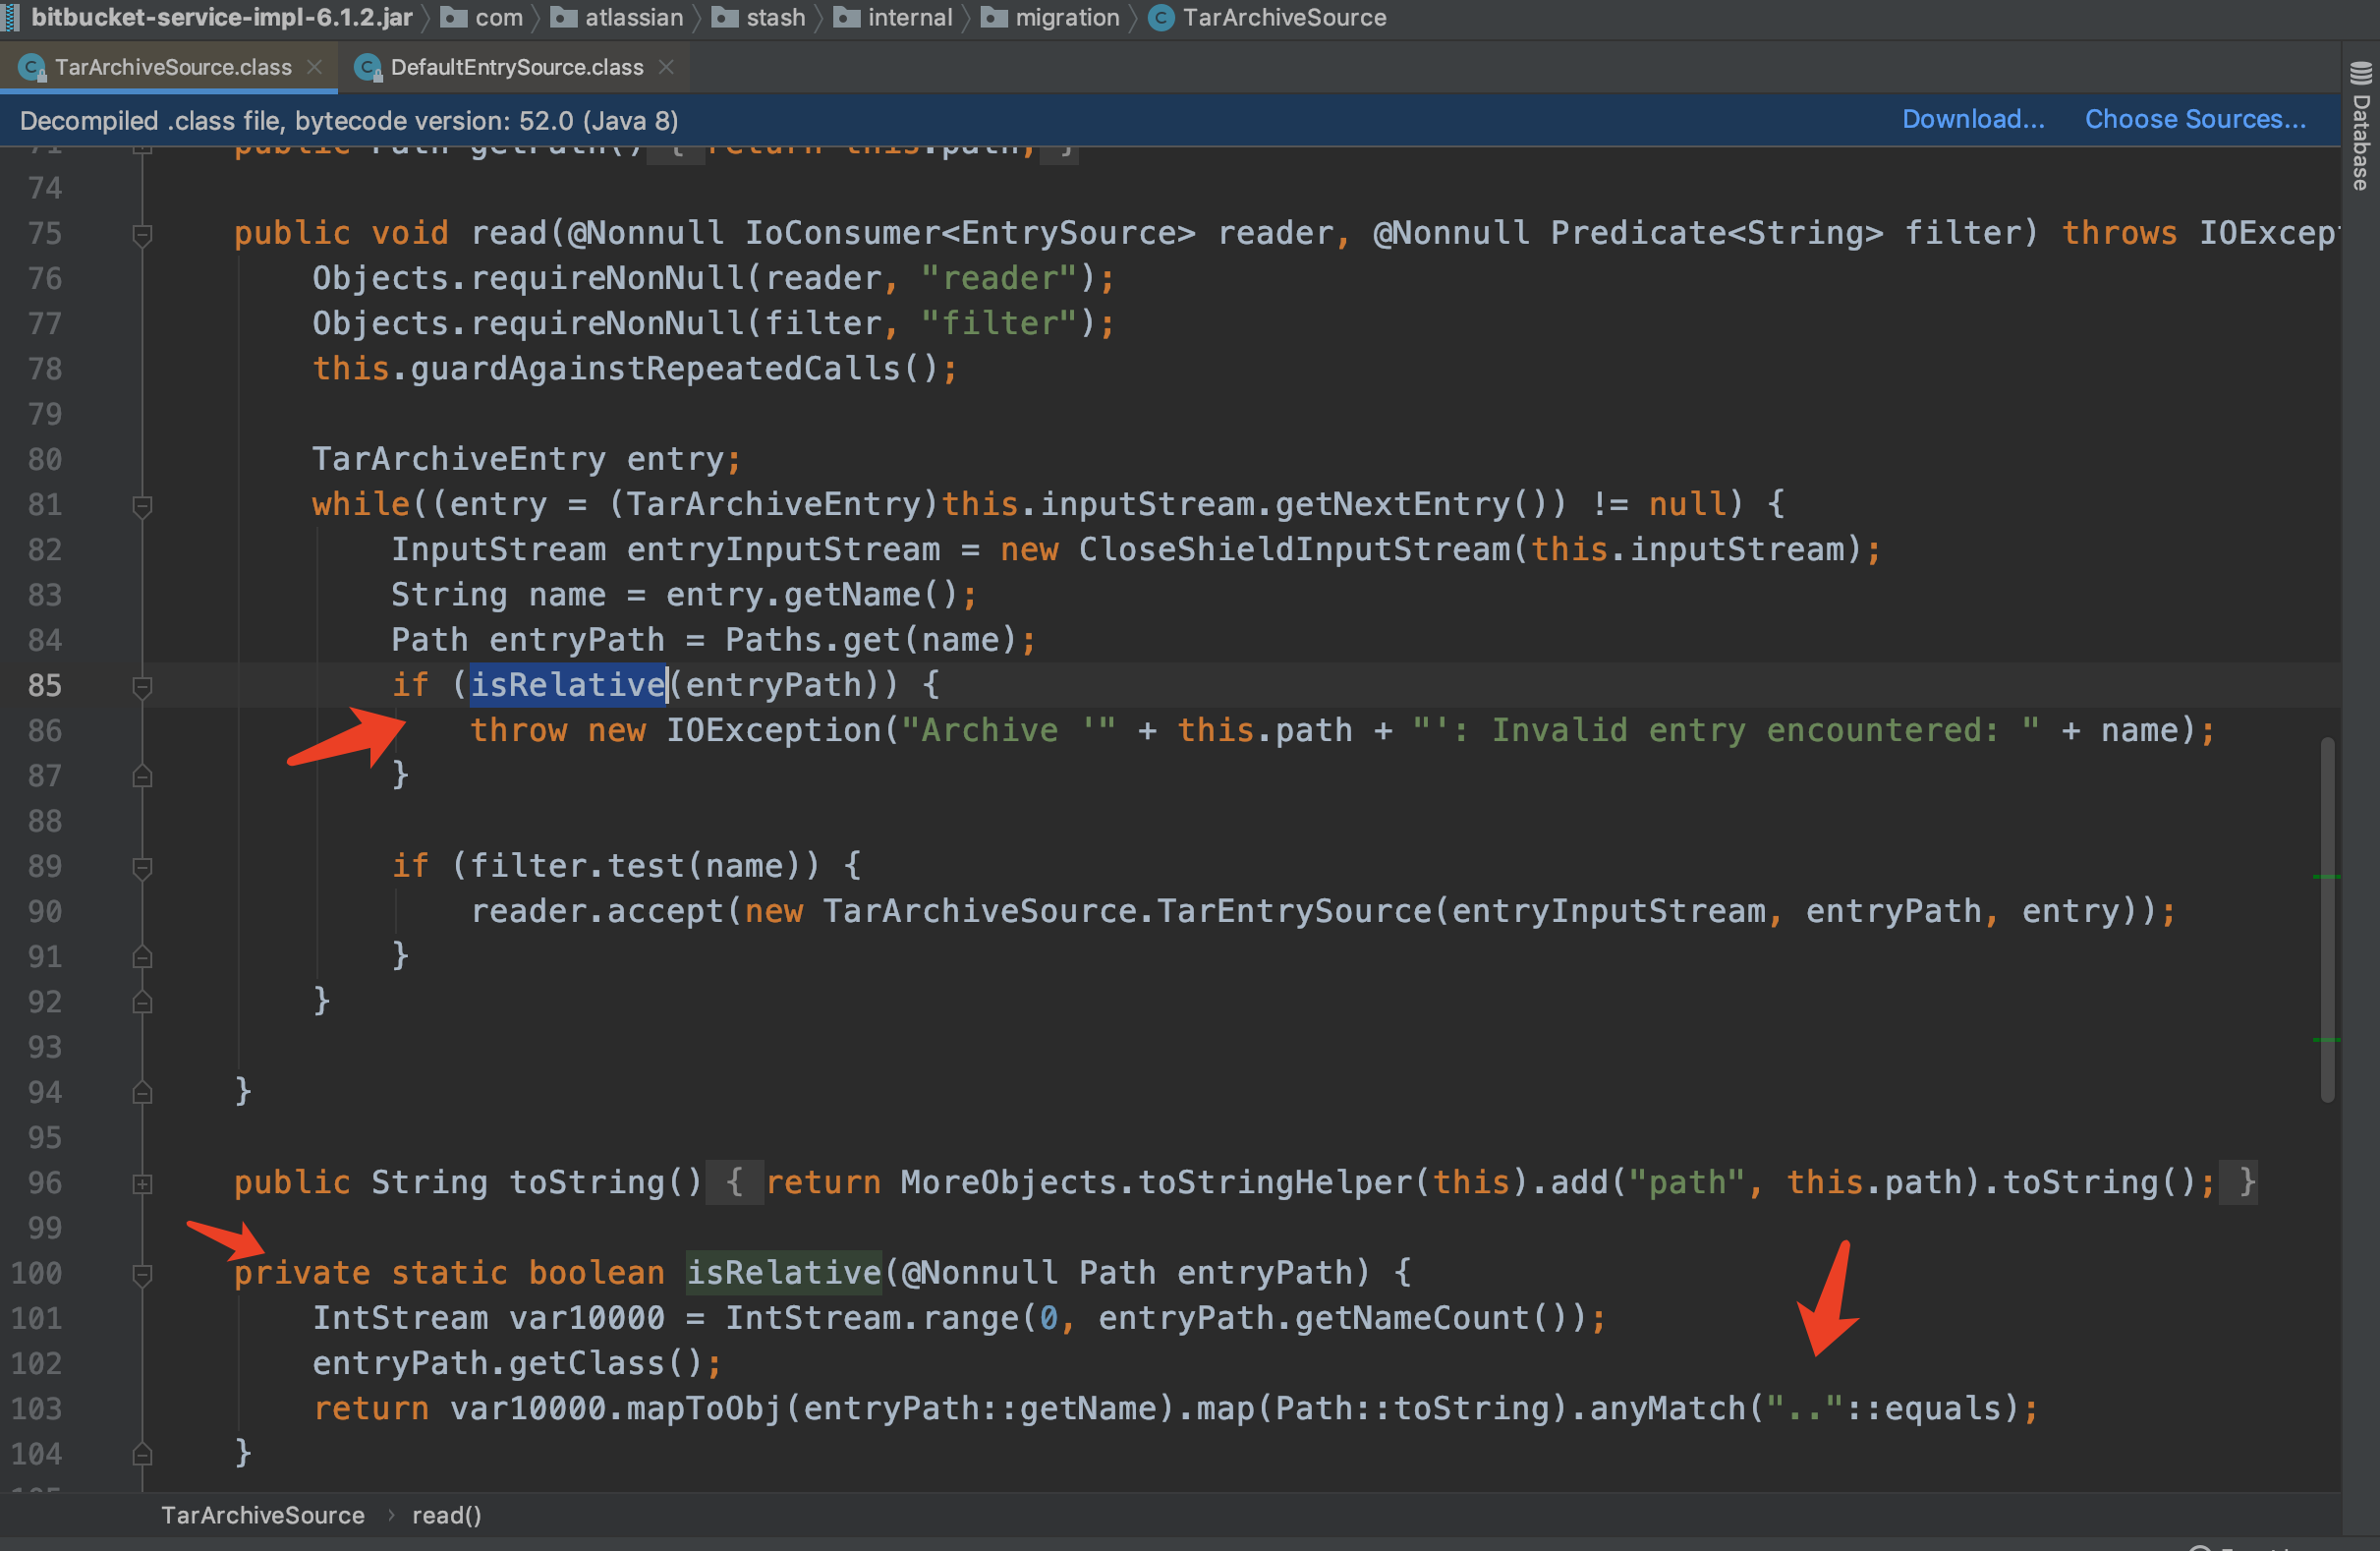 bitbucket-service-impl-6.1.2.jar com atlassian stash internal migration TarArchiveSource
TarArchiveSource.class DefaultEntrySource.class
Database
Decompiled .class file, bytecode version: 52.0 (Java 8) Download... Choose Sources...
71 public Path getPath() { return this.path; }
74
75 public void read(@Nonnull IoConsumer<EntrySource> reader, @Nonnull Predicate<String> filter) throws IOExcept
76 Objects.requireNonNull(reader, "reader");
77 Objects.requireNonNull(filter, "filter");
78 this.guardAgainstRepeatedCalls();
79
80 TarArchiveEntry entry;
81 while((entry = (TarArchiveEntry)this.inputStream.getNextEntry()) != null) {
82 InputStream entryInputStream = new CloseShieldInputStream(this.inputStream);
83 String name = entry.getName();
84 Path entryPath = Paths.get(name);
85 if (isRelative(entryPath)) {
86 throw new IOException("Archive '" + this.path + "': Invalid entry encountered: " + name);
87 }
88
89 if (filter.test(name)) {
90 reader.accept(new TarArchiveSource.TarEntrySource(entryInputStream, entryPath, entry));
91 }
92 }
93
94 }
95
96 public String toString() { return MoreObjects.toStringHelper(this).add("path", this.path).toString(); }
99
100 private static boolean isRelative(@Nonnull Path entryPath) {
101 IntStream var10000 = IntStream.range(0, entryPath.getNameCount());
102 entryPath.getClass();
103 return var10000.mapToObj(entryPath::getName).map(Path::toString).anyMatch(".."::equals);
104 }
TarArchiveSource › read()